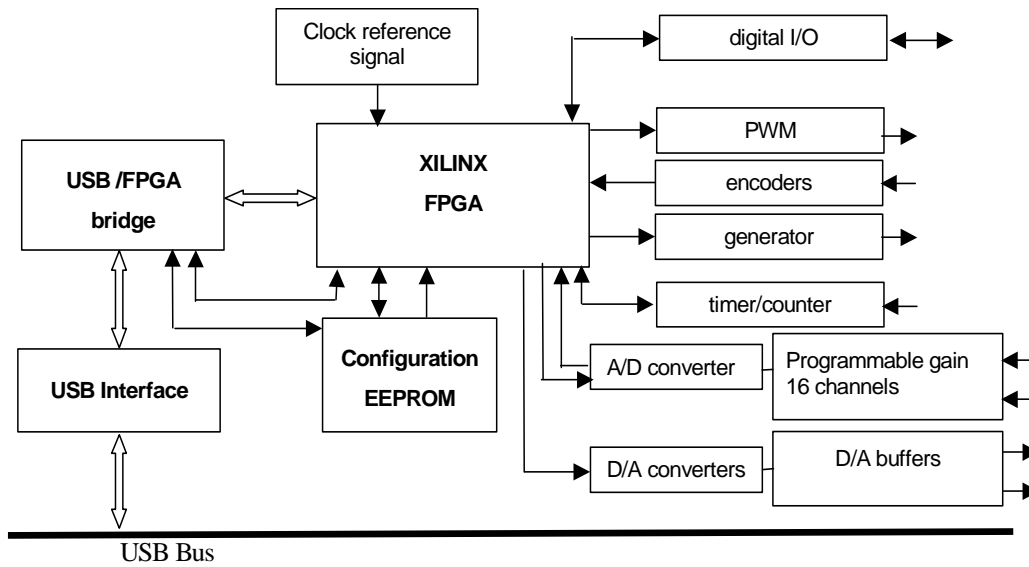 Clock reference
signal
digital I/O
XILINX
FPGA
PWM
USB /FPGA
bridge
encoders
generator
timer/counter
Configuration
EEPROM
A/D converter
Programmable gain
16 channels
USB Interface
D/A converters
D/A buffers
USB Bus